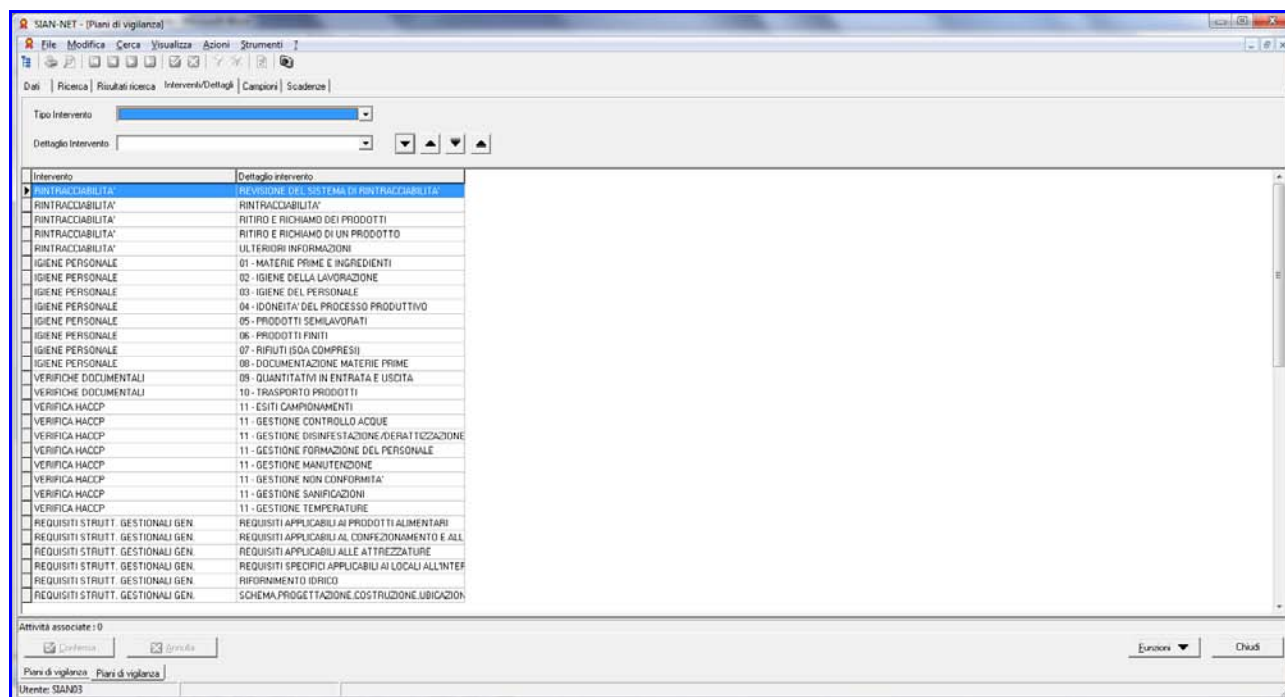 SIAN-NET - [Piani di vigilanza]
File Modifica Cerca Visualizza Azioni Strumenti ?
Dati Ricerca Risultati ricerca Interventi/Dettagli Campioni Scadenze
Tipo Intervento
Dettaglio Intervento
Intervento Dettaglio intervento
RINTRACCIABILITA' REVISIONE DEL SISTEMA DI RINTRACCIABILITA'
RINTRACCIABILITA' RINTRACCIABILITA'
RINTRACCIABILITA' RITIRO E RICHIAMO DEI PRODOTTI
RINTRACCIABILITA' RITIRO E RICHIAMO DI UN PRODOTTO
RINTRACCIABILITA' ULTERIORI INFORMAZIONI
IGIENE PERSONALE 01 - MATERIE PRIME E INGREDIENTI
IGIENE PERSONALE 02 - IGIENE DELLA LAVORAZIONE
IGIENE PERSONALE 03 - IGIENE DEL PERSONALE
IGIENE PERSONALE 04 - IDONEITA' DEL PROCESSO PRODUTTIVO
IGIENE PERSONALE 05 - PRODOTTI SEMILAVORATI
IGIENE PERSONALE 06 - PRODOTTI FINITI
IGIENE PERSONALE 07 - RIFIUTI (SOA COMPRESI)
IGIENE PERSONALE 08 - DOCUMENTAZIONE MATERIE PRIME
VERIFICHE DOCUMENTALI 09 - QUANTITATIVI IN ENTRATA E USCITA
VERIFICHE DOCUMENTALI 10 - TRASPORTO PRODOTTI
VERIFICA HACCP 11 - ESITI CAMPIONAMENTI
VERIFICA HACCP 11 - GESTIONE CONTROLLO ACQUE
VERIFICA HACCP 11 - GESTIONE DISINFESTAZIONE/DERATTIZZAZIONE
VERIFICA HACCP 11 - GESTIONE FORMAZIONE DEL PERSONALE
VERIFICA HACCP 11 - GESTIONE MANUTENZIONE
VERIFICA HACCP 11 - GESTIONE NON CONFORMITA'
VERIFICA HACCP 11 - GESTIONE SANIFICAZIONI
VERIFICA HACCP 11 - GESTIONE TEMPERATURE
REQUISITI STRUTT. GESTIONALI GEN. REQUISITI APPLICABILI AI PRODOTTI ALIMENTARI
REQUISITI STRUTT. GESTIONALI GEN. REQUISITI APPLICABILI AL CONFEZIONAMENTO E ALL
REQUISITI STRUTT. GESTIONALI GEN. REQUISITI APPLICABILI ALLE ATTREZZATURE
REQUISITI STRUTT. GESTIONALI GEN. REQUISITI SPECIFICI APPLICABILI AI LOCALI ALL'INTER
REQUISITI STRUTT. GESTIONALI GEN. RIFORNIMENTO IDRICO
REQUISITI STRUTT. GESTIONALI GEN. SCHEMA,PROGETTAZIONE,COSTRUZIONE,UBICAZION
Attività associate : 0
Conferma Annulla Funzioni Chiudi
Piani di vigilanza Piani di vigilanza
Utente: SIAN03